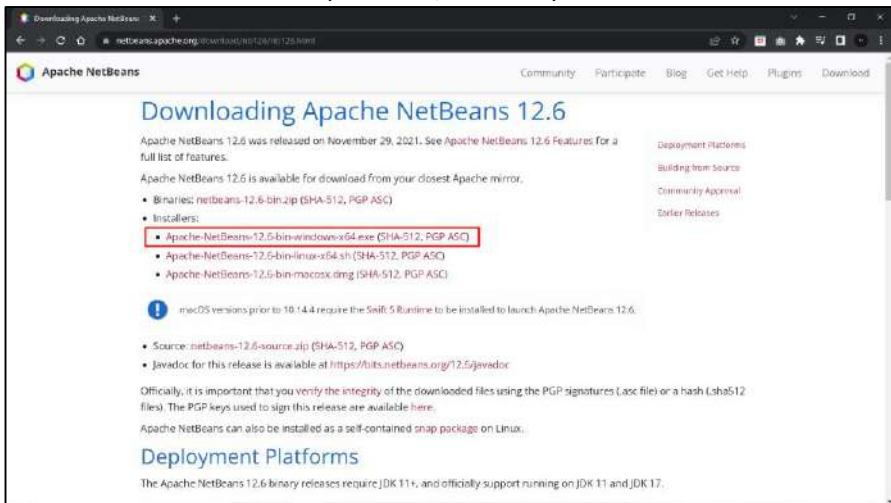 Downloading Apache NetBeans
netbeans.apache.org/download/nb126/nb126.html
Apache NetBeans
Community Participate Blog Get Help Plugins Download
Downloading Apache NetBeans 12.6
Apache NetBeans 12.6 was released on November 29, 2021. See Apache NetBeans 12.6 Features for a
full list of features.
Apache NetBeans 12.6 is available for download from your closest Apache mirror.
• Binaries: netbeans-12.6-bin.zip (SHA-512, PGP ASC)
• Installers:
• Apache-NetBeans-12.6-bin-windows-x64.exe (SHA-512, PGP ASC)
• Apache-NetBeans-12.6-bin-linux-x64.sh (SHA-512, PGP ASC)
• Apache-NetBeans-12.6-bin-macosx.dmg (SHA-512, PGP ASC)
Deployment Platforms
Building from Source
Community Approval
Earlier Releases
macOS versions prior to 10.14.4 require the Swift 5 Runtime to be installed to launch Apache NetBeans 12.6.
• Source: netbeans-12.6-source.zip (SHA-512, PGP ASC)
• Javadoc for this release is available at https://bits.netbeans.org/12.6/javadoc
Officially, it is important that you verify the integrity of the downloaded files using the PGP signatures (.asc file) or a hash (.sha512
files). The PGP keys used to sign this release are available here.
Apache NetBeans can also be installed as a self-contained snap package on Linux.
Deployment Platforms
The Apache NetBeans 12.6 binary releases require JDK 11+, and officially support running on JDK 11 and JDK 17.